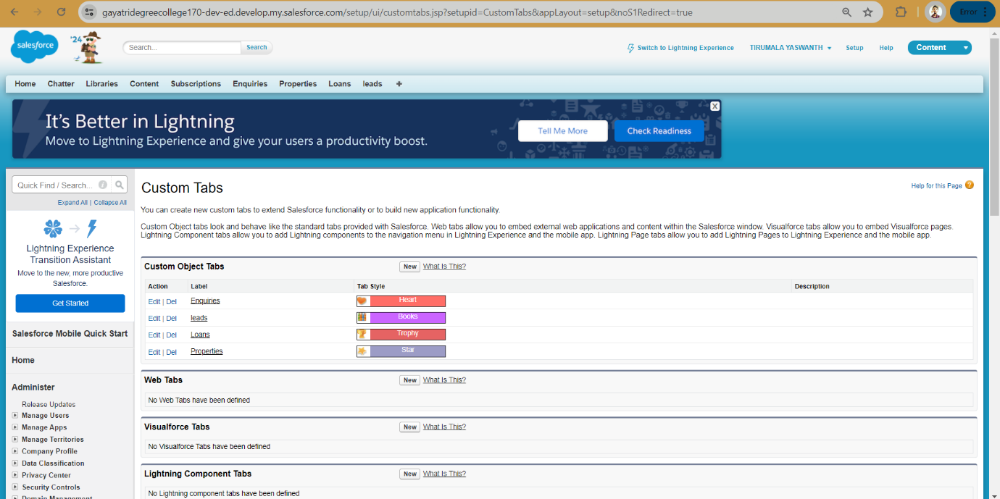 gayatridegreecollege170-dev-ed.develop.my.salesforce.com/setup/ui/customtabs.jsp?setupid=CustomTabs&appLayout=setup&noS1Redirect=true
Error
salesforce
'24
Search...
Search
Switch to Lightning Experience
TIRUMALA YASWANTH
Setup
Help
Content
Home Chatter Libraries Content Subscriptions Enquiries Properties Loans leads +
It's Better in Lightning
Move to Lightning Experience and give your users a productivity boost.
Tell Me More
Check Readiness
X
Quick Find / Search...
Expand All | Collapse All
Lightning Experience
Transition Assistant
Move to the new, more productive
Salesforce.
Get Started
Salesforce Mobile Quick Start
Home
Administer
Release Updates
Manage Users
Manage Apps
Manage Territories
Company Profile
Data Classification
Privacy Center
Security Controls
Domain Management
Custom Tabs
Help for this Page ?
You can create new custom tabs to extend Salesforce functionality or to build new application functionality.
Custom Object tabs look and behave like the standard tabs provided with Salesforce. Web tabs allow you to embed external web applications and content within the Salesforce window. Visualforce tabs allow you to embed Visualforce pages.
Lightning Component tabs allow you to add Lightning components to the navigation menu in Lightning Experience and the mobile app. Lightning Page tabs allow you to add Lightning Pages to Lightning Experience and the mobile app.
Custom Object Tabs New What Is This?
Action Label Tab Style Description
Edit | Del Enquiries Heart
Edit | Del leads Books
Edit | Del Loans Trophy
Edit | Del Properties Star
Web Tabs New What Is This?
No Web Tabs have been defined
Visualforce Tabs New What Is This?
No Visualforce Tabs have been defined
Lightning Component Tabs New What Is This?
No Lightning component tabs have been defined